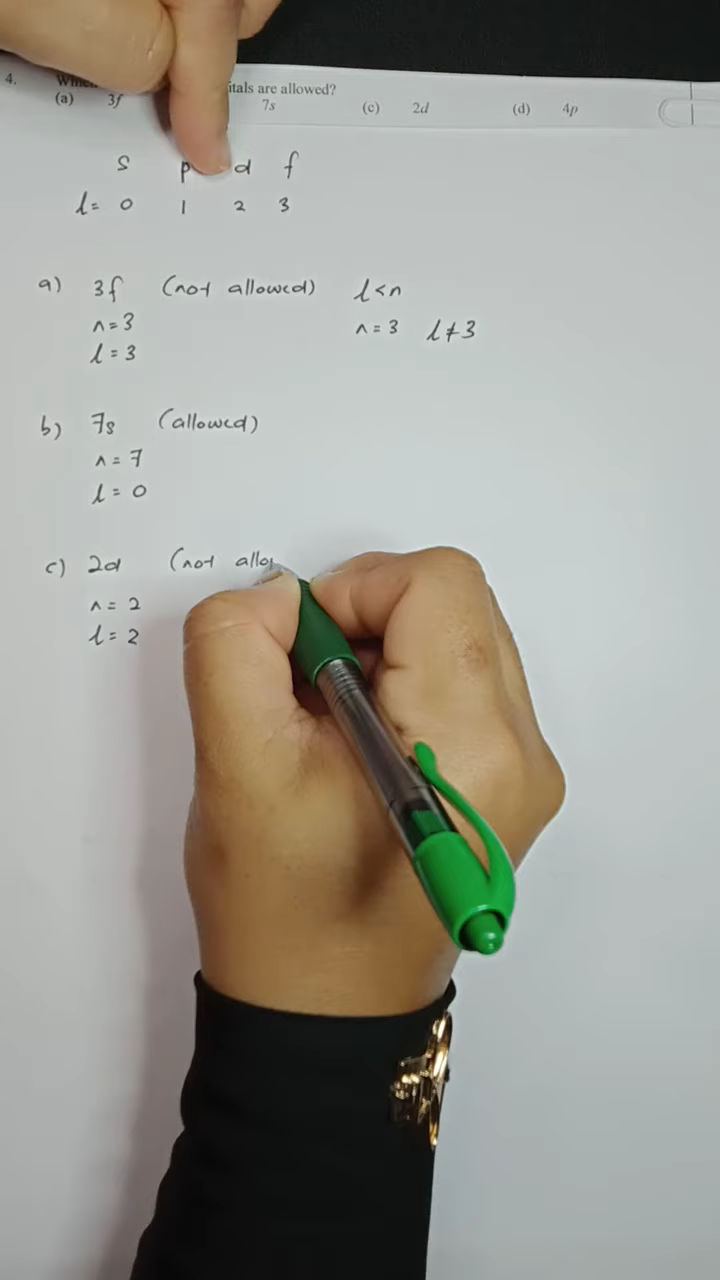 4. itals are allowed?
(a) 3f 7s (c) 2d (d) 4p
s p d f
l = 0 1 2 3
a) 3f (not allowed) l < n
n = 3 n = 3 l ≠ 3
l = 3
b) 7s (allowed)
n = 7
l = 0
c) 2d (not allo
n = 2
l = 2